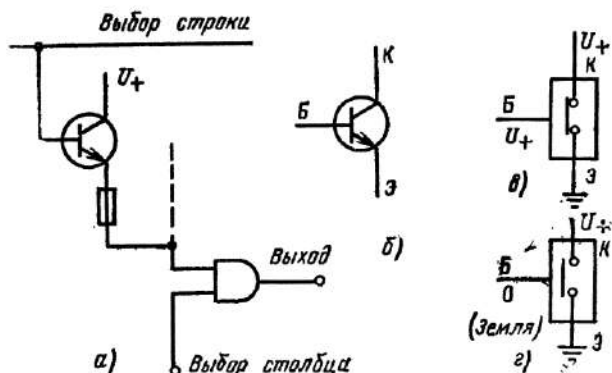 Выбор строки
U+
а)
Выход
Выбор столбца
К
Б
Э
б)
U+
К
Б
U+
Э
в)
U+
К
Б
0
(Земля)
Э
г)